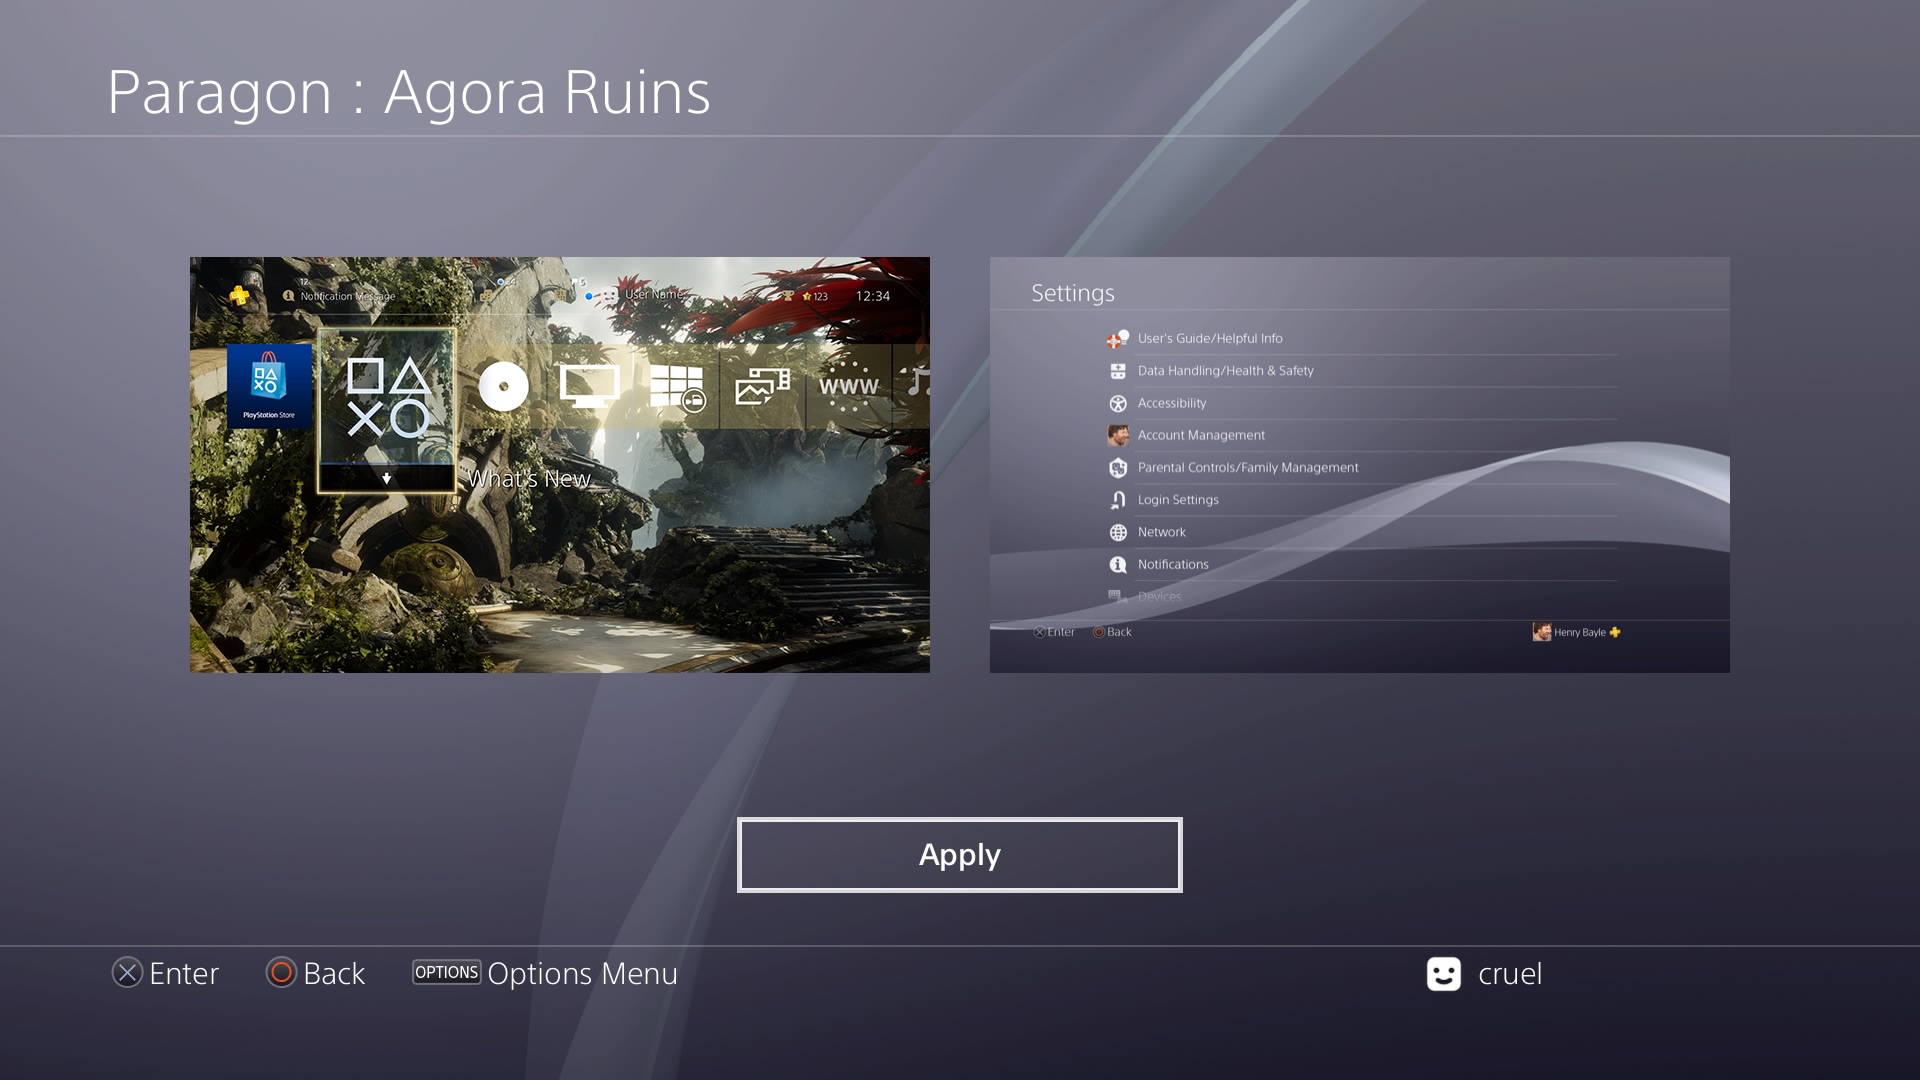 Paragon : Agora Ruins
12
Notification Message
5
User Name
123
12:34
PlayStation Store
WWW
What's New
Settings
User's Guide/Helpful Info
Data Handling/Health & Safety
Accessibility
Account Management
Parental Controls/Family Management
Login Settings
Network
Notifications
Devices
Enter
Back
Henry Bayle
Apply
Enter
Back
OPTIONS Options Menu
cruel